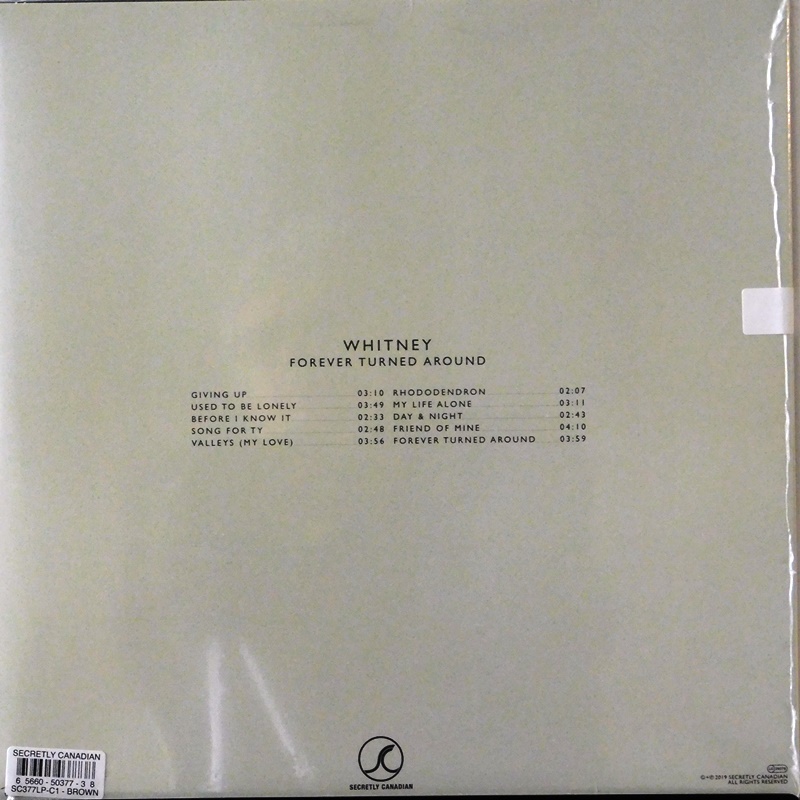 WHITNEY
FOREVER TURNED AROUND
GIVING UP 03:10
USED TO BE LONELY 03:49
BEFORE I KNOW IT 02:33
SONG FOR TY 02:48
VALLEYS (MY LOVE) 03:56
RHODODENDRON 02:07
MY LIFE ALONE 03:11
DAY & NIGHT 02:43
FRIEND OF MINE 04:10
FOREVER TURNED AROUND 03:59
SECRETLY CANADIAN
6 5660 - 50377 - 3 8
SC377LP-C1 - BROWN
SECRETLY CANADIAN
©+℗ 2019 SECRETLY CANADIAN
ALL RIGHTS RESERVED